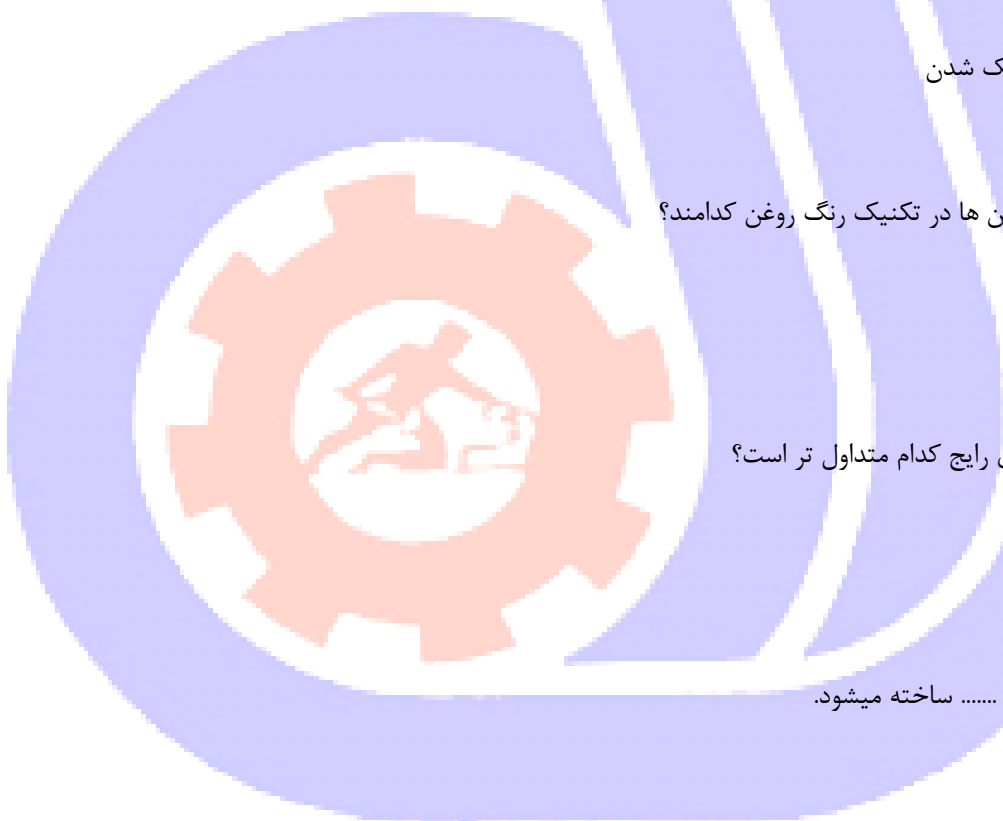 ک شدن
ن ها در تکنیک رنگ روغن کدامند؟
رایج کدام متداول تر است؟
....... ساخته میشود.